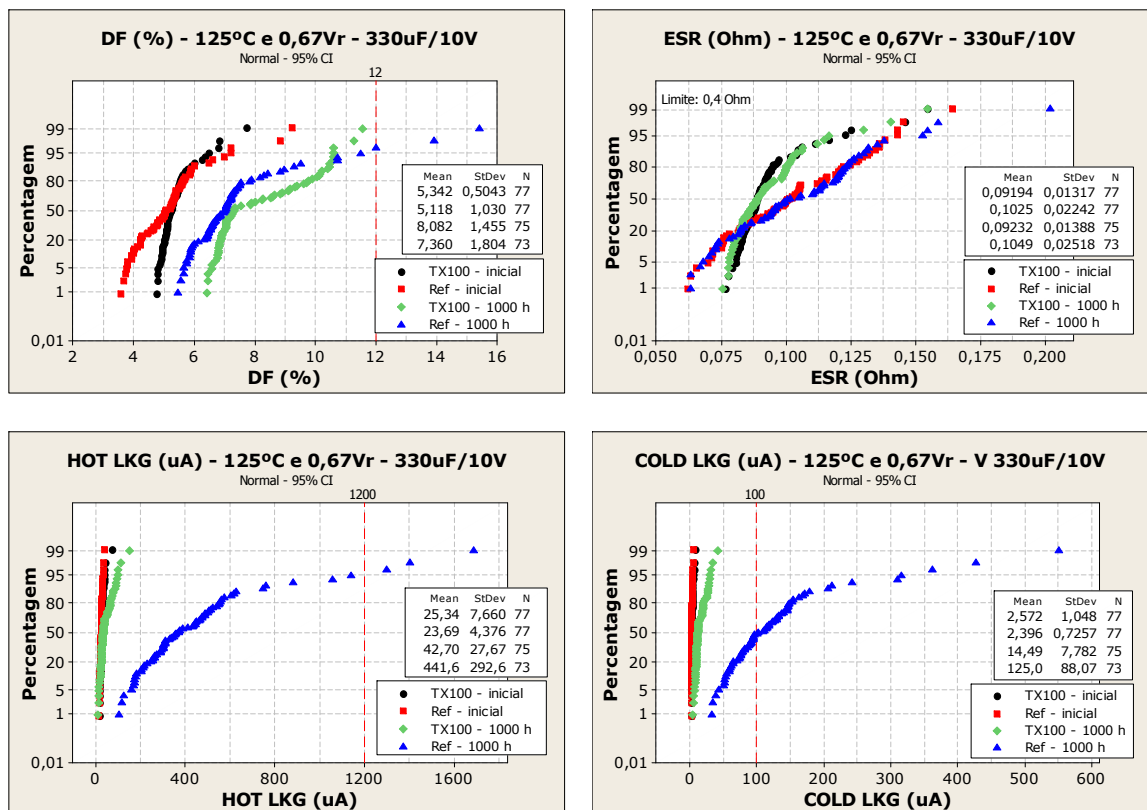 DF (%) - 125ºC e 0,67Vr - 330uF/10V
Normal - 95% CI
12
Percentagem
99
95
80
50
20
5
1
0,01
Mean StDev N
5,342 0,5043 77
5,118 1,030 77
8,082 1,455 75
7,360 1,804 73
TX100 - inicial
Ref - inicial
TX100 - 1000 h
Ref - 1000 h
2 4 6 8 10 12 14 16
DF (%)
ESR (Ohm) - 125ºC e 0,67Vr - 330uF/10V
Normal - 95% CI
Limite: 0,4 Ohm
Percentagem
99
95
80
50
20
5
1
0,01
Mean StDev N
0,09194 0,01317 77
0,1025 0,02242 77
0,09232 0,01388 75
0,1049 0,02518 73
TX100 - inicial
Ref - inicial
TX100 - 1000 h
Ref - 1000 h
0,050 0,075 0,100 0,125 0,150 0,175 0,200
ESR (Ohm)
HOT LKG (uA) - 125ºC e 0,67Vr - 330uF/10V
Normal - 95% CI
1200
Percentagem
99
95
80
50
20
5
1
0,01
Mean StDev N
25,34 7,660 77
23,69 4,376 77
42,70 27,67 75
441,6 292,6 73
TX100 - inicial
Ref - inicial
TX100 - 1000 h
Ref - 1000 h
0 400 800 1200 1600
HOT LKG (uA)
COLD LKG (uA) - 125ºC e 0,67Vr - V 330uF/10V
Normal - 95% CI
100
Percentagem
99
95
80
50
20
5
1
0,01
Mean StDev N
2,572 1,048 77
2,396 0,7257 77
14,49 7,782 75
125,0 88,07 73
TX100 - inicial
Ref - inicial
TX100 - 1000 h
Ref - 1000 h
0 100 200 300 400 500 600
COLD LKG (uA)